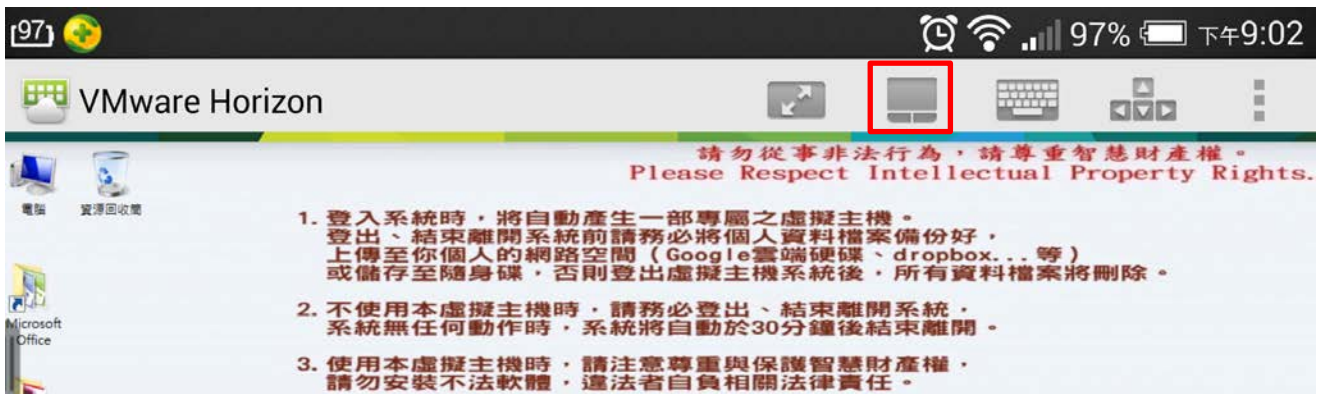 97
97%
下午9:02
VMware Horizon
請勿從事非法行為，請尊重智慧財產權。
Please Respect Intellectual Property Rights.
電腦
資源回收筒
Microsoft
Office
1. 登入系統時，將自動產生一部專屬之虛擬主機。
登出、結束離開系統前請務必將個人資料檔案備份好，
上傳至你個人的網路空間（Google雲端硬碟、dropbox...等）
或儲存至隨身碟，否則登出虛擬主機系統後，所有資料檔案將刪除。
2. 不使用本虛擬主機時，請務必登出、結束離開系統，
系統無任何動作時，系統將自動於30分鐘後結束離開。
3. 使用本虛擬主機時，請注意尊重與保護智慧財產權，
請勿安裝不法軟體，違法者自負相關法律責任。